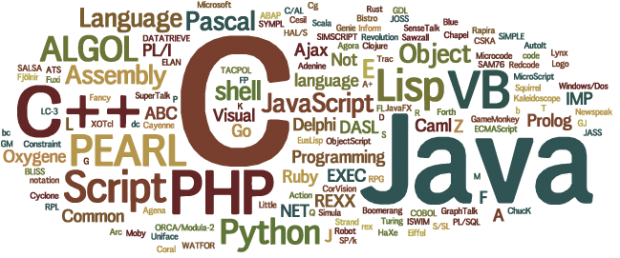 Microsoft
C/AL
Cg
Rust
GDL
Language
Pascal
ABAP
SYMPL
Cesil
Scala
Bistro
JOSS
SenseTalk
Blue
Rapira
DATATRIEVE
HAL/S
Genie
Inform
SIMSCRIPT
Revolution
Sawzall
Chapel
CSKA
SiMPLE
ALGOL
PL/I
Ajax
Agora
Clojure
Object
Microcode
AutoIt
code
ELAN
Adenine
Not
SAM76
Redcode
Lynx
Logo
SALSA
ATS
Fjölnir
Fuxi
Assembly
TACPOL
FP
language
A+
E
Lisp
VB
MicroScript
Windows/Dos
Squirrel
Kaleidoscope
IMP
C++
LC-3
Fancy
SuperTalk
P
C
shell
K
JavaScript
FL
JavaFX
R
Forth
b
T
Newspeak
L
XOTcl
dc
ABC
Cayenne
Visual
Go
Delphi
DASL
D
S
Caml
Z
GameMonkey
ECMAScript
Prolog
GJ
JASS
bc
GM
Constraint
Oxygene
G
PEARL
EusLisp
ObjectScript
Programming
Java
BLISS
notation
Script
PHP
Ruby
EXEC
Action
RPG
CorVision
REXX
M
F
Cyclone
RPL
Common
Agena
Little
NET
Q
Simula
Boomerang
COBOL
GraphTalk
A
ChucK
Arc
Moby
ORCA/Modula-2
Uniface
Coral
WATFOR
Python
J
Strand
rex
Robot
SP/k
Turing
ISWIM
PL/SQL
HaXe
Eiffel
S/SL